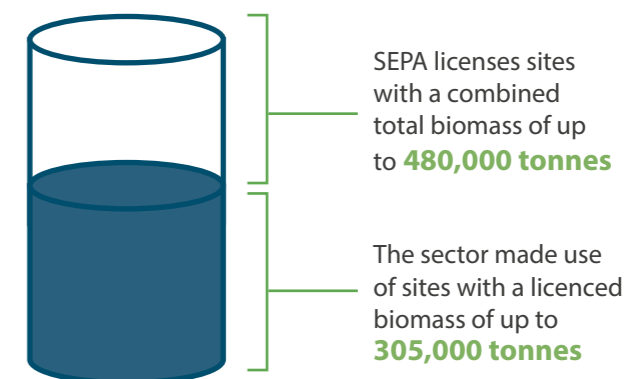 SEPA licenses sites
with a combined
total biomass of up
to 480,000 tonnes
The sector made use
of sites with a licenced
biomass of up to
305,000 tonnes